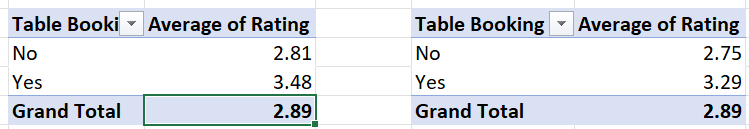 Table Booki Average of Rating
No 2.81
Yes 3.48
Grand Total 2.89
Table Booking Average of Rating
No 2.75
Yes 3.29
Grand Total 2.89